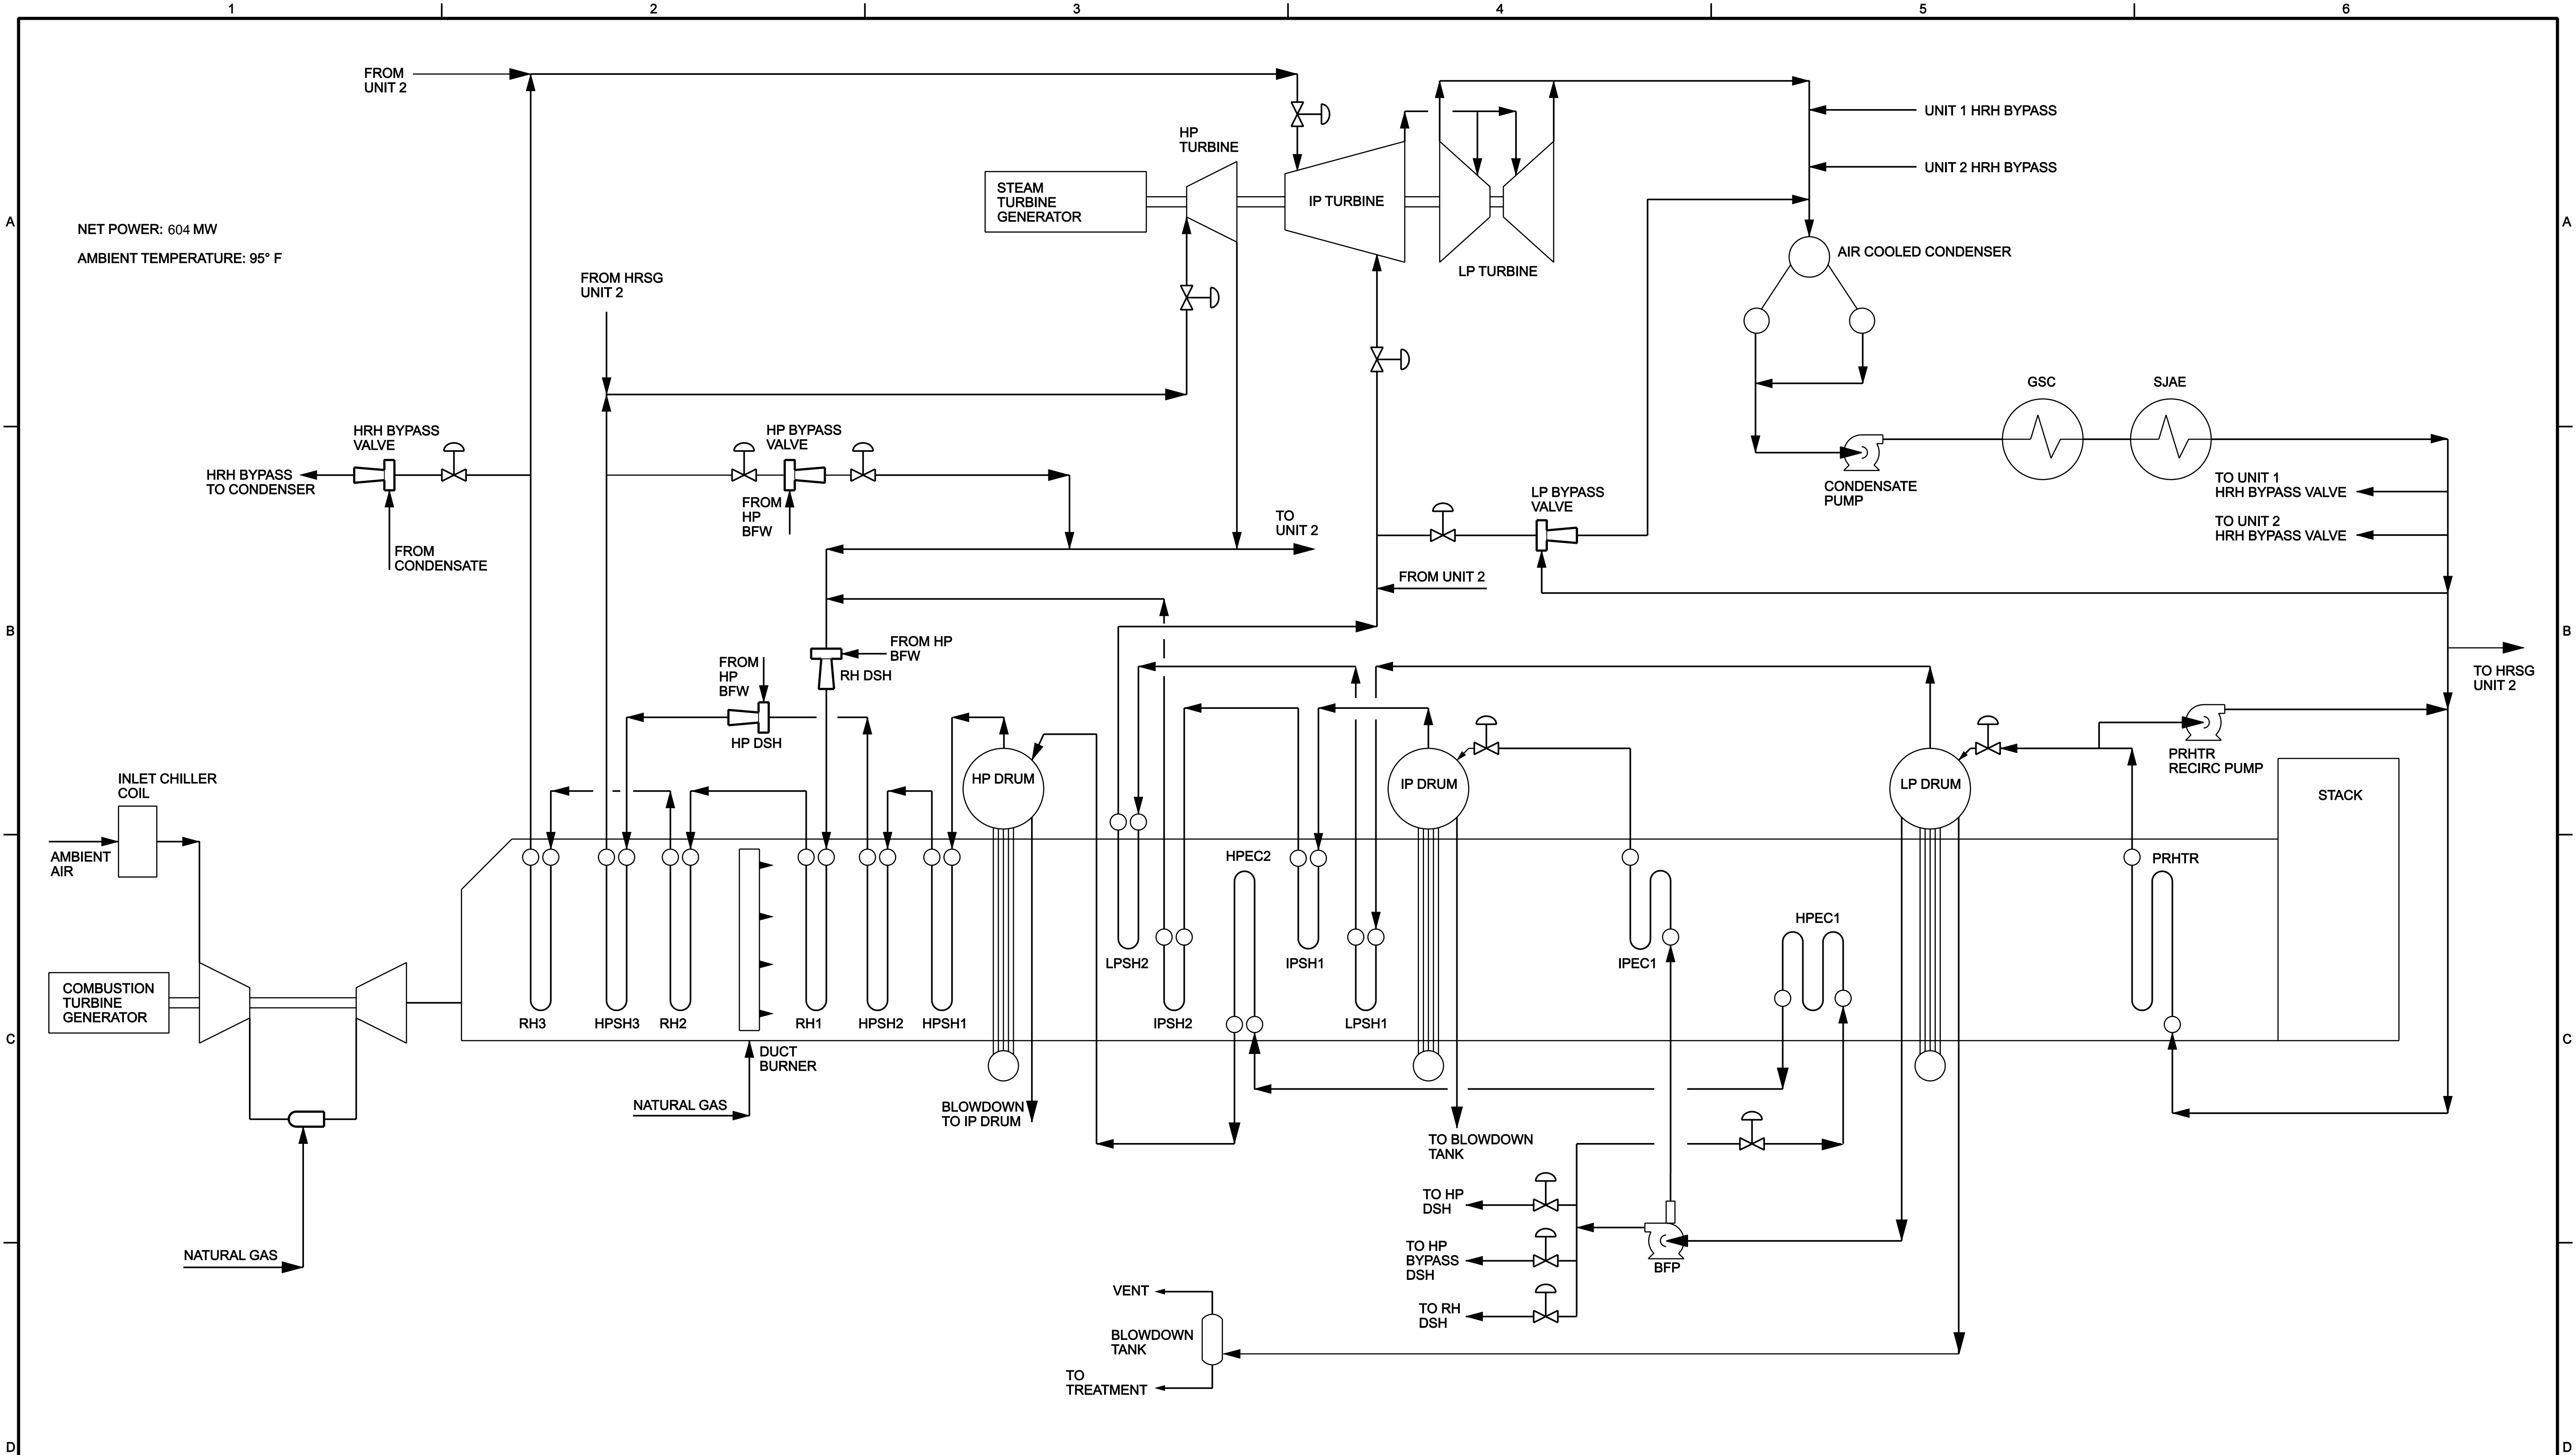 1
2
3
4
5
6
FROM
UNIT 2
HP
TURBINE
STEAM
TURBINE
GENERATOR
IP TURBINE
LP TURBINE
UNIT 1 HRH BYPASS
UNIT 2 HRH BYPASS
A
A
NET POWER: 604 MW
AMBIENT TEMPERATURE: 95° F
AIR COOLED CONDENSER
FROM HRSG
UNIT 2
GSC
SJAE
HRH BYPASS
VALVE
HP BYPASS
VALVE
HRH BYPASS
TO CONDENSER
FROM
HP
BFW
FROM
CONDENSATE
TO
UNIT 2
LP BYPASS
VALVE
CONDENSATE
PUMP
TO UNIT 1
HRH BYPASS VALVE
TO UNIT 2
HRH BYPASS VALVE
FROM UNIT 2
B
B
FROM HP
BFW
FROM
HP
BFW
RH DSH
HP DSH
TO HRSG
UNIT 2
PRHTR
RECIRC PUMP
INLET CHILLER
COIL
HP DRUM
IP DRUM
LP DRUM
STACK
AMBIENT
AIR
HPEC2
PRHTR
HPEC1
LPSH2
IPSH1
IPEC1
COMBUSTION
TURBINE
GENERATOR
RH3
HPSH3
RH2
RH1
HPSH2
HPSH1
IPSH2
LPSH1
C
C
DUCT
BURNER
NATURAL GAS
BLOWDOWN
TO IP DRUM
TO BLOWDOWN
TANK
TO HP
DSH
NATURAL GAS
TO HP
BYPASS
DSH
BFP
VENT
TO RH
DSH
BLOWDOWN
TANK
TO
TREATMENT
D
D